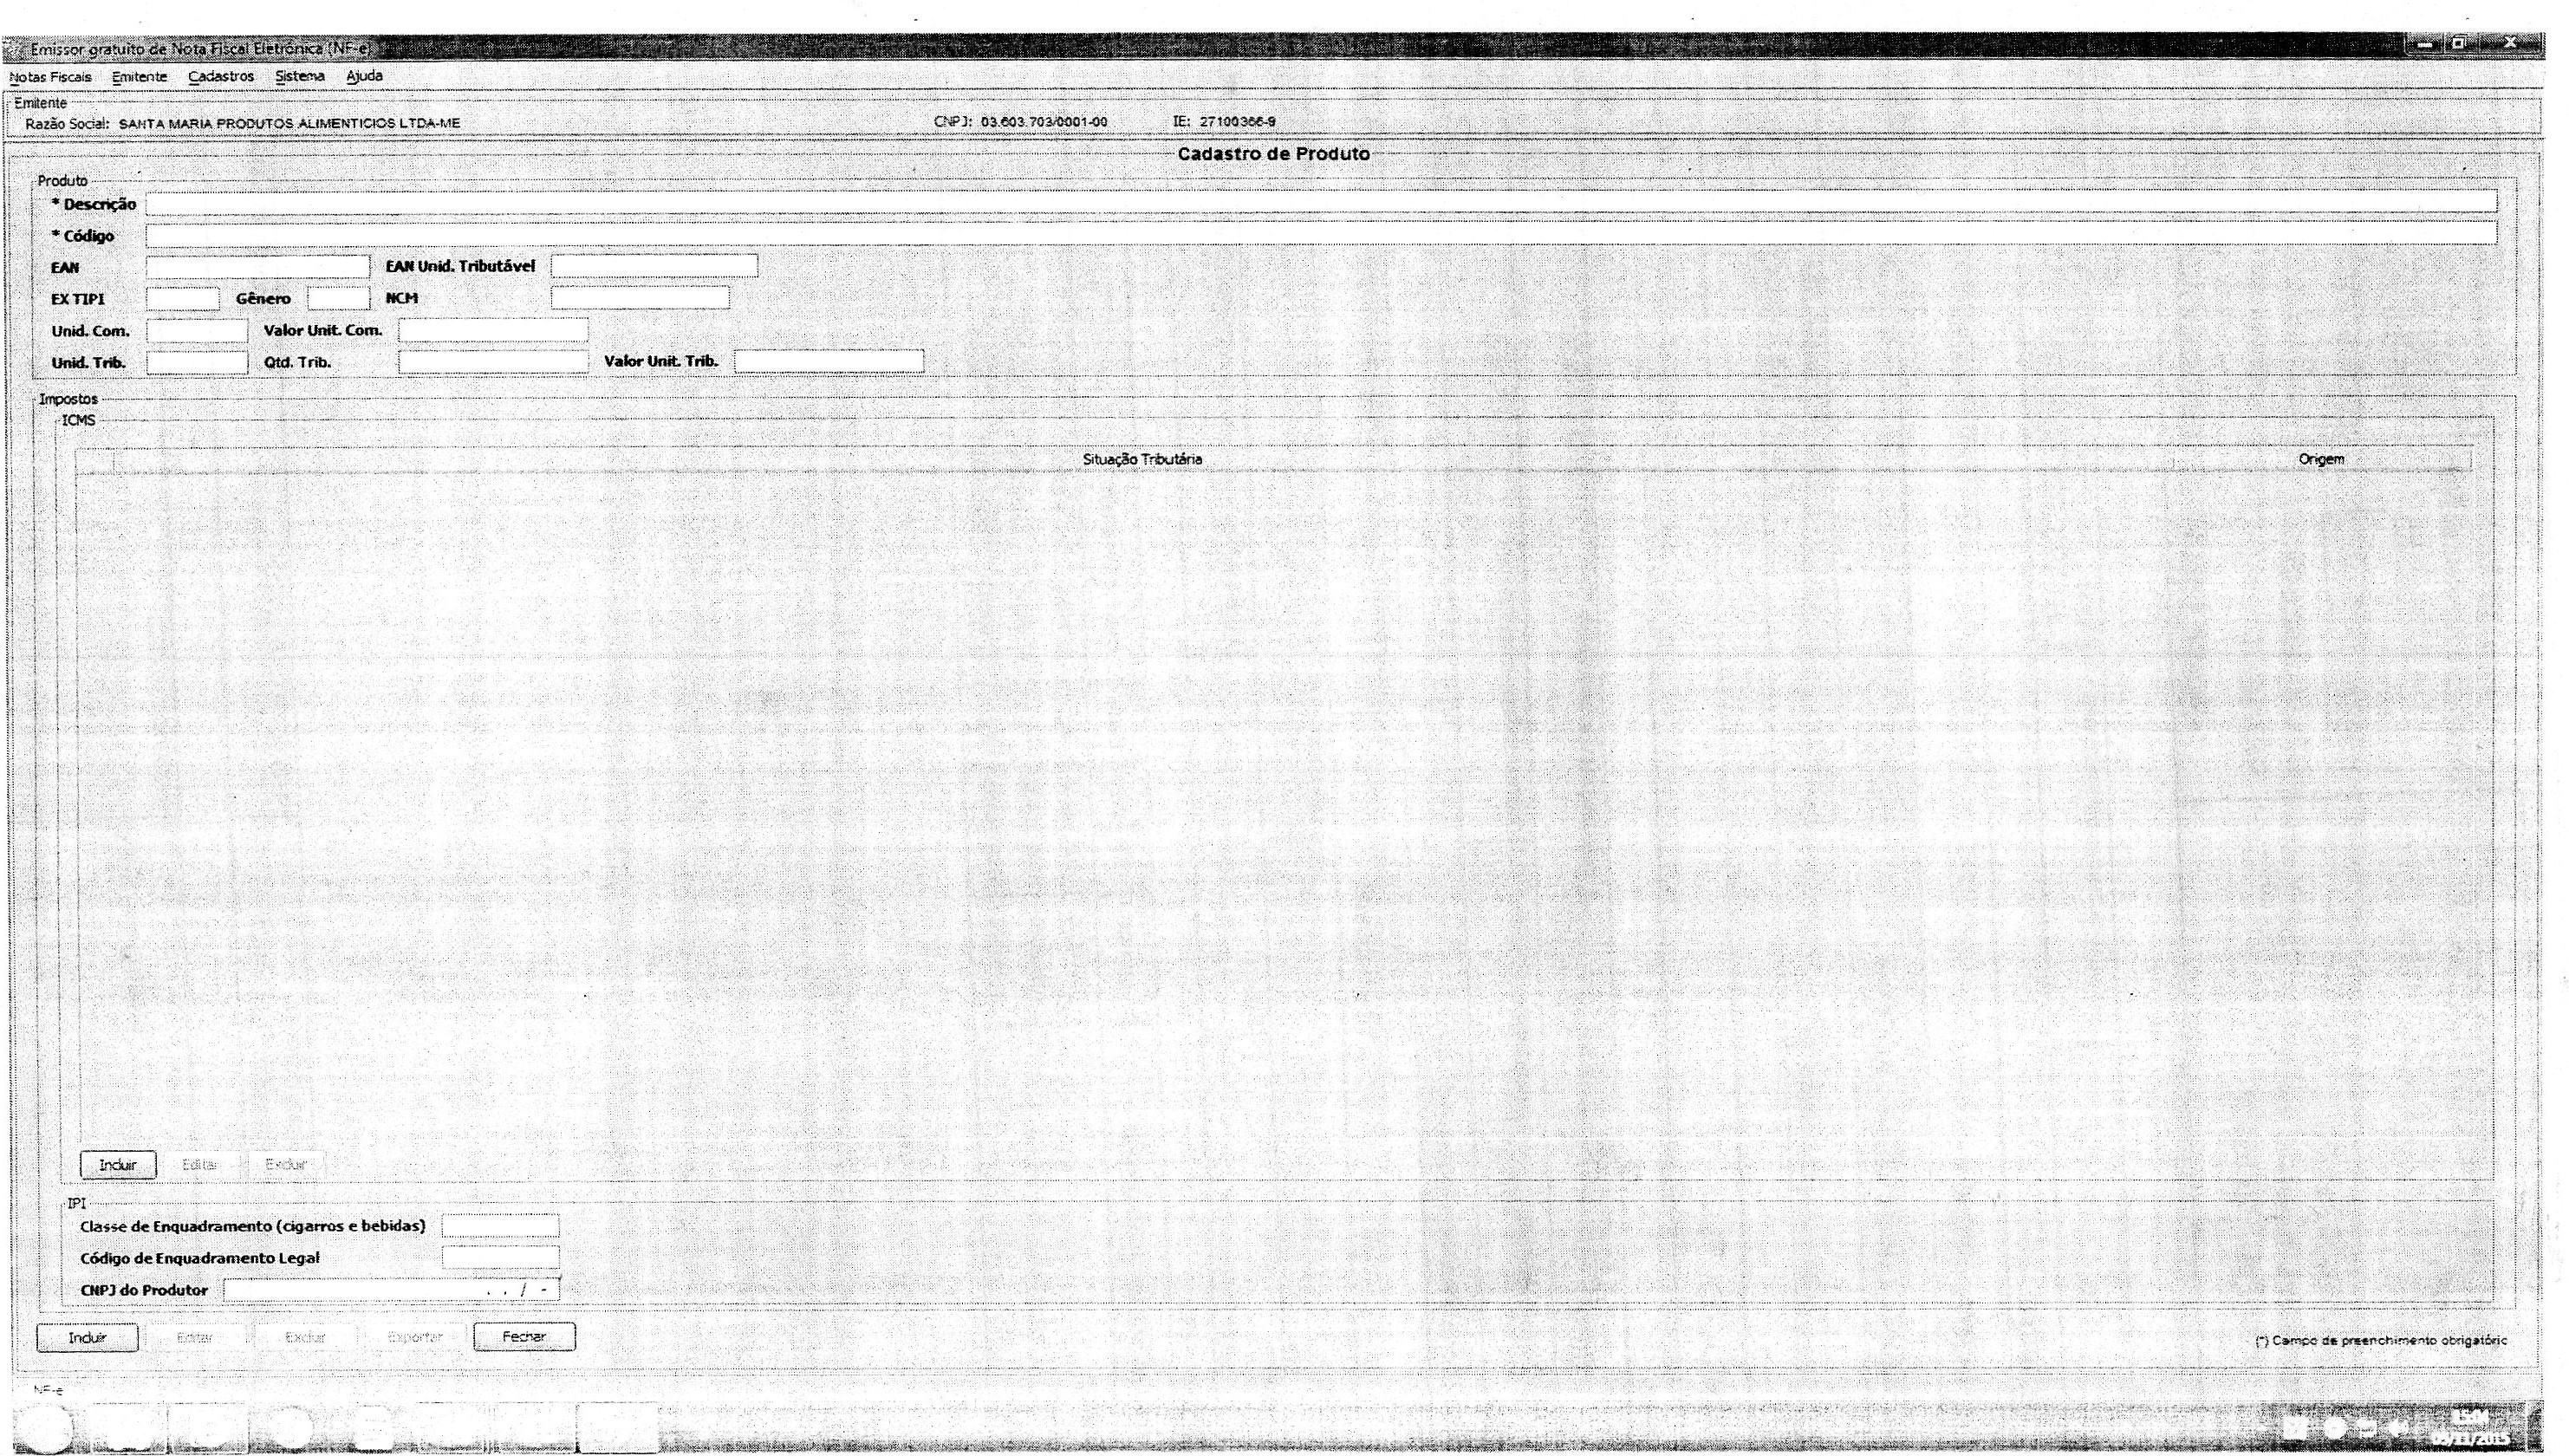 Emissor gratuito de Nota Fiscal Eletrônica (NF-e)
Notas Fiscais Emitente Cadastros Sistema Ajuda
Emitente
Razão Social: SANTA MARIA PRODUTOS ALIMENTICIOS LTDA-ME CNPJ: 03.603.703/0001-00 IE: 27100366-9
Cadastro de Produto
Produto
* Descrição
* Código
EAN EAN Unid. Tributável
EX TIPI Gênero NCM
Unid. Com. Valor Unit. Com.
Unid. Trib. Qtd. Trib. Valor Unit. Trib.
Impostos
ICMS
Situação Tributária Origem
Incluir Editar Excluir
IPI
Classe de Enquadramento (cigarros e bebidas)
Código de Enquadramento Legal
CNPJ do Produtor . . / -
Incluir Editar Excluir Exportar Fechar
(*) Campo de preenchimento obrigatório
NF-e
15:04